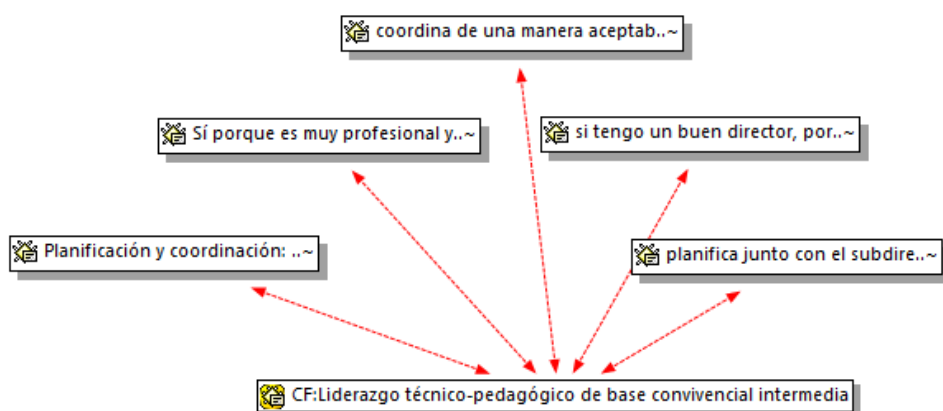 coordina de una manera aceptab..~
Sí porque es muy profesional y..~
si tengo un buen director, por..~
Planificación y coordinación: ..~
planifica junto con el subdire..~
CF:Liderazgo técnico-pedagógico de base convivencial intermedia